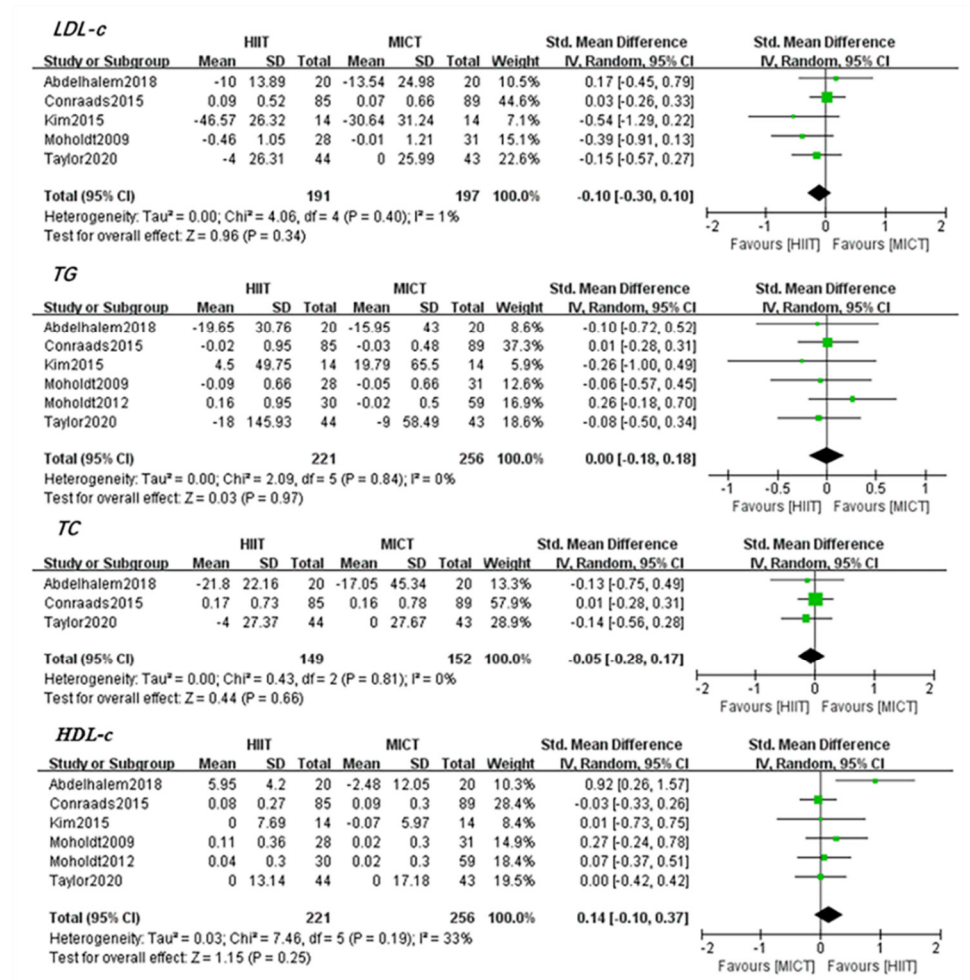 LDL-c
HIIT MICT Std. Mean Difference Std. Mean Difference
Study or Subgroup Mean SD Total Mean SD Total Weight IV, Random, 95% CI IV, Random, 95% CI
Abdelhalem2018 -10 13.89 20 -13.54 24.98 20 10.5% 0.17 [-0.45, 0.79]
Conraads2015 0.09 0.52 85 0.07 0.66 89 44.6% 0.03 [-0.26, 0.33]
Kim2015 -46.57 26.32 14 -30.64 31.24 14 7.1% -0.54 [-1.29, 0.22]
Moholdt2009 -0.46 1.05 28 -0.01 1.21 31 15.1% -0.39 [-0.91, 0.13]
Taylor2020 -4 26.31 44 0 25.99 43 22.6% -0.15 [-0.57, 0.27]
Total (95% CI) 191 197 100.0% -0.10 [-0.30, 0.10]
Heterogeneity: Tau² = 0.00; Chi² = 4.06, df = 4 (P = 0.40); I² = 1%
Test for overall effect: Z = 0.96 (P = 0.34)
-2 -1 0 1 2
Favours [HIIT] Favours [MICT]
TG
HIIT MICT Std. Mean Difference Std. Mean Difference
Study or Subgroup Mean SD Total Mean SD Total Weight IV, Random, 95% CI IV, Random, 95% CI
Abdelhalem2018 -19.65 30.76 20 -15.95 43 20 8.6% -0.10 [-0.72, 0.52]
Conraads2015 -0.02 0.95 85 -0.03 0.48 89 37.3% 0.01 [-0.28, 0.31]
Kim2015 4.5 49.75 14 19.79 65.5 14 5.9% -0.26 [-1.00, 0.49]
Moholdt2009 -0.09 0.66 28 -0.05 0.66 31 12.6% -0.06 [-0.57, 0.45]
Moholdt2012 0.16 0.95 30 -0.02 0.5 59 16.9% 0.26 [-0.18, 0.70]
Taylor2020 -18 145.93 44 -9 58.49 43 18.6% -0.08 [-0.50, 0.34]
Total (95% CI) 221 256 100.0% 0.00 [-0.18, 0.18]
Heterogeneity: Tau² = 0.00; Chi² = 2.09, df = 5 (P = 0.84); I² = 0%
Test for overall effect: Z = 0.03 (P = 0.97)
-1 -0.5 0 0.5 1
Favours [HIIT] Favours [MICT]
TC
HIIT MICT Std. Mean Difference Std. Mean Difference
Study or Subgroup Mean SD Total Mean SD Total Weight IV, Random, 95% CI IV, Random, 95% CI
Abdelhalem2018 -21.8 22.16 20 -17.05 45.34 20 13.3% -0.13 [-0.75, 0.49]
Conraads2015 0.17 0.73 85 0.16 0.78 89 57.9% 0.01 [-0.28, 0.31]
Taylor2020 -4 27.37 44 0 27.67 43 28.9% -0.14 [-0.56, 0.28]
Total (95% CI) 149 152 100.0% -0.05 [-0.28, 0.17]
Heterogeneity: Tau² = 0.00; Chi² = 0.43, df = 2 (P = 0.81); I² = 0%
Test for overall effect: Z = 0.44 (P = 0.66)
-2 -1 0 1 2
Favours [HIIT] Favours [MICT]
HDL-c
HIIT MICT Std. Mean Difference Std. Mean Difference
Study or Subgroup Mean SD Total Mean SD Total Weight IV, Random, 95% CI IV, Random, 95% CI
Abdelhalem2018 5.95 4.2 20 -2.48 12.05 20 10.3% 0.92 [0.26, 1.57]
Conraads2015 0.08 0.27 85 0.09 0.3 89 28.4% -0.03 [-0.33, 0.26]
Kim2015 0 7.69 14 -0.07 5.97 14 8.4% 0.01 [-0.73, 0.75]
Moholdt2009 0.11 0.36 28 0.02 0.3 31 14.9% 0.27 [-0.24, 0.78]
Moholdt2012 0.04 0.3 30 0.02 0.3 59 18.4% 0.07 [-0.37, 0.51]
Taylor2020 0 13.14 44 0 17.18 43 19.5% 0.00 [-0.42, 0.42]
Total (95% CI) 221 256 100.0% 0.14 [-0.10, 0.37]
Heterogeneity: Tau² = 0.03; Chi² = 7.46, df = 5 (P = 0.19); I² = 33%
Test for overall effect: Z = 1.15 (P = 0.25)
-2 -1 0 1 2
Favours [MICT] Favours [HIIT]